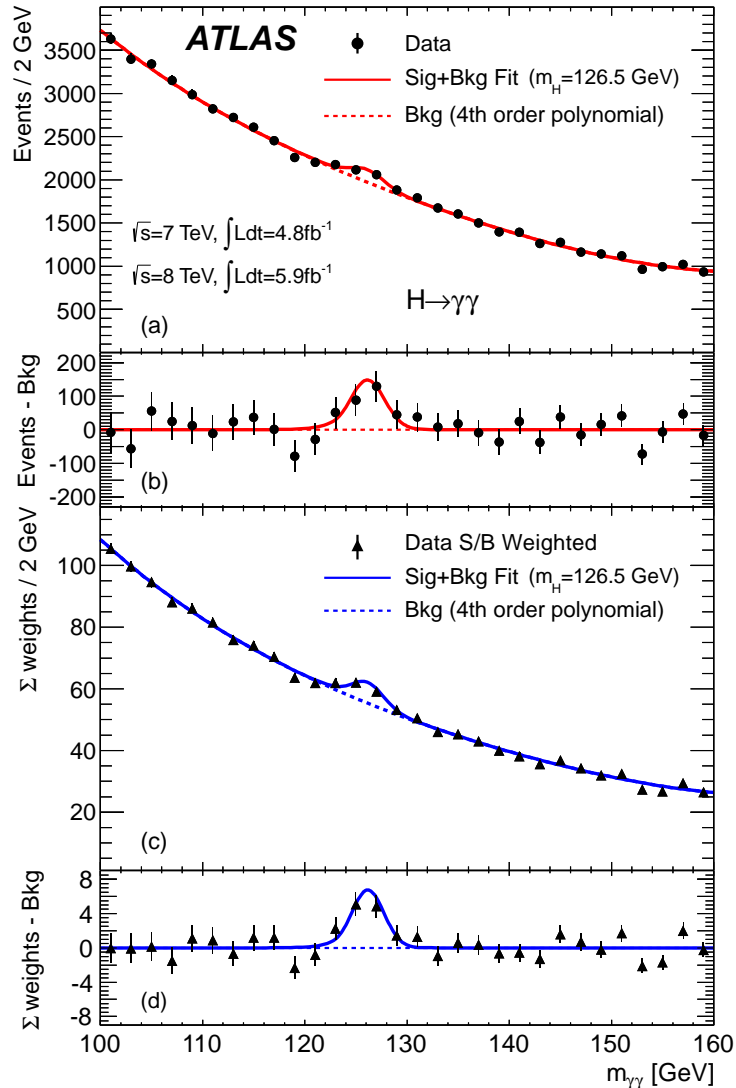 ATLAS
Data
Sig+Bkg Fit (m_H=126.5 GeV)
Bkg (4th order polynomial)
Events / 2 GeV
3500
3000
2500
2000
1500
1000
500
√s=7 TeV, ∫Ldt=4.8fb⁻¹
√s=8 TeV, ∫Ldt=5.9fb⁻¹
H→γγ
(a)
Events - Bkg
200
100
0
-100
-200
(b)
Σ weights / 2 GeV
100
80
60
40
20
Data S/B Weighted
Sig+Bkg Fit (m_H=126.5 GeV)
Bkg (4th order polynomial)
(c)
Σ weights - Bkg
8
4
0
-4
-8
(d)
100 110 120 130 140 150 160
m_γγ [GeV]